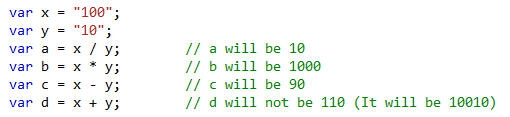 var x = "100";
var y = "10";
var a = x / y;        // a will be 10
var b = x * y;        // b will be 1000
var c = x - y;        // c will be 90
var d = x + y;        // d will not be 110 (It will be 10010)